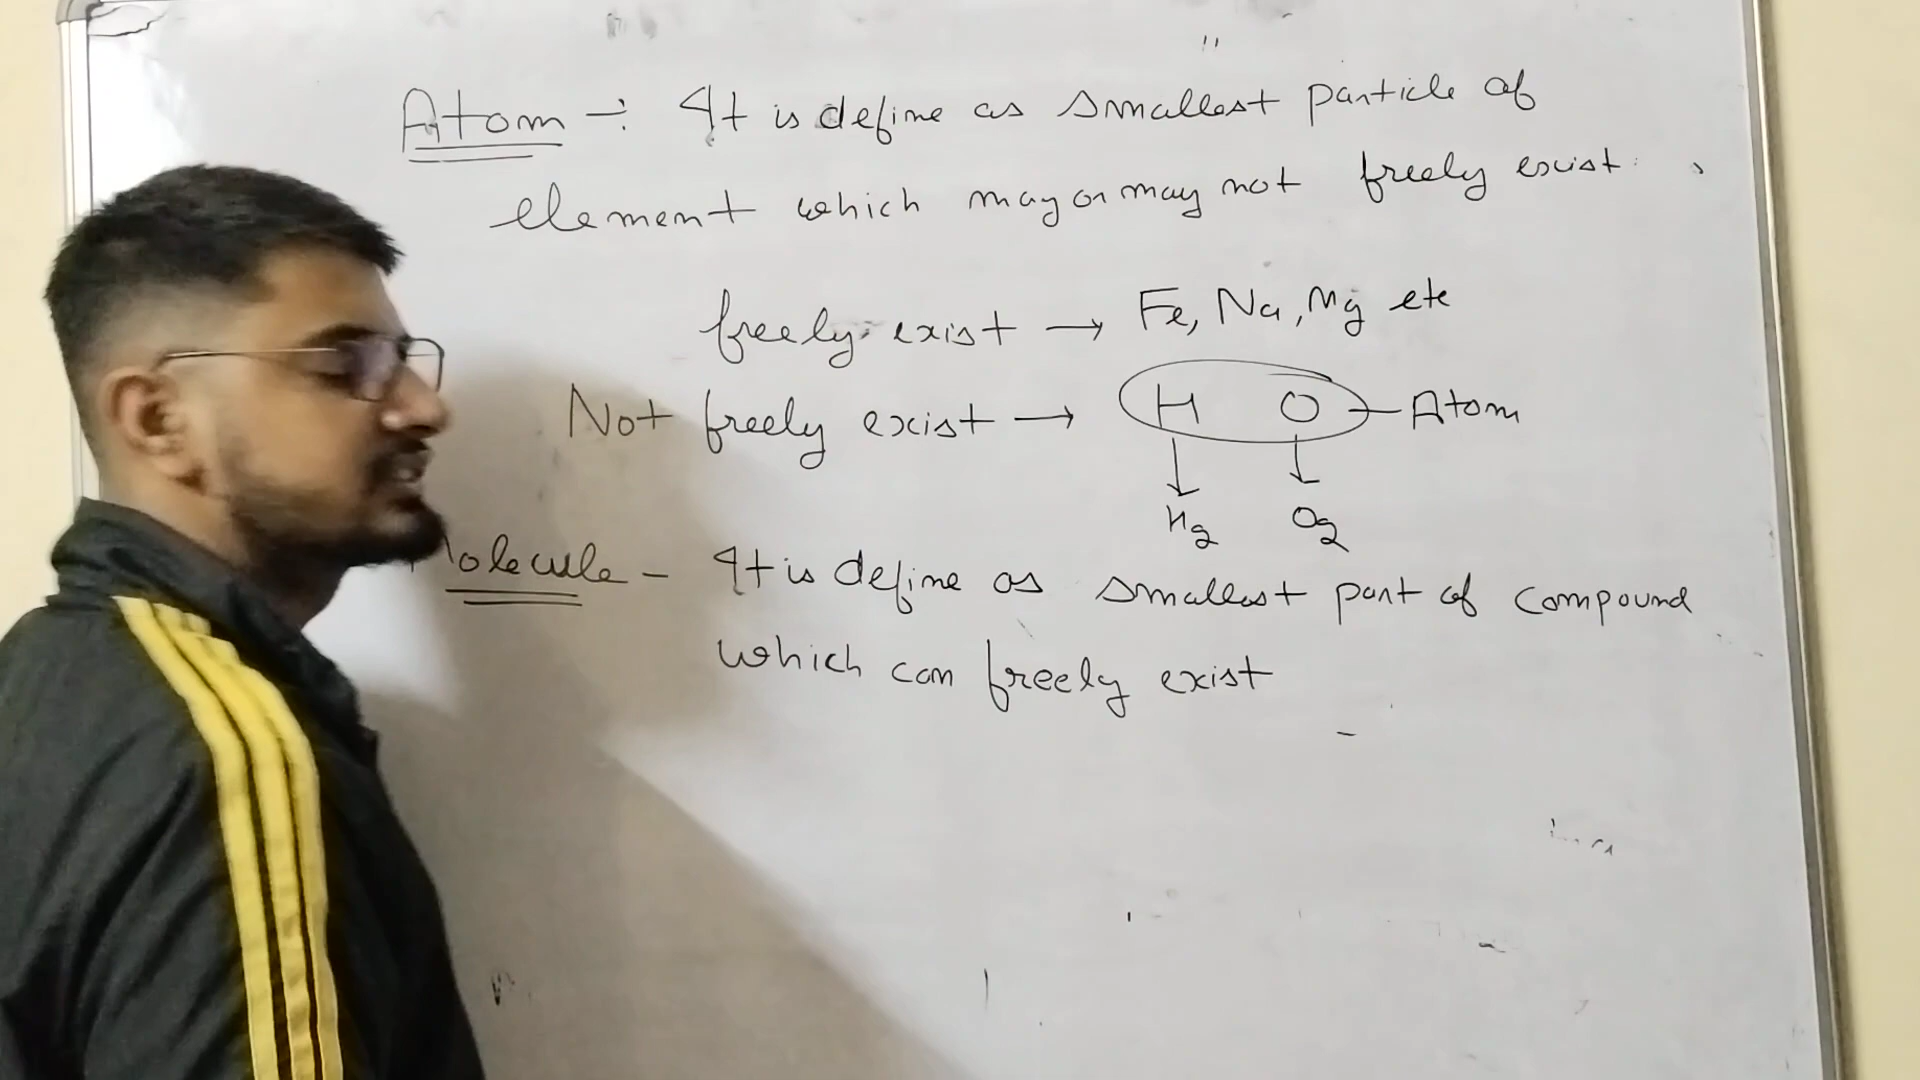 Atom -: It is define as smallest particle of
element which may or may not freely exist.
freely exist → Fe, Na, Mg etc
Not freely exist → H O - Atom
↓ ↓
H2 O2
Molecule - It is define as smallest part of compound
which can freely exist